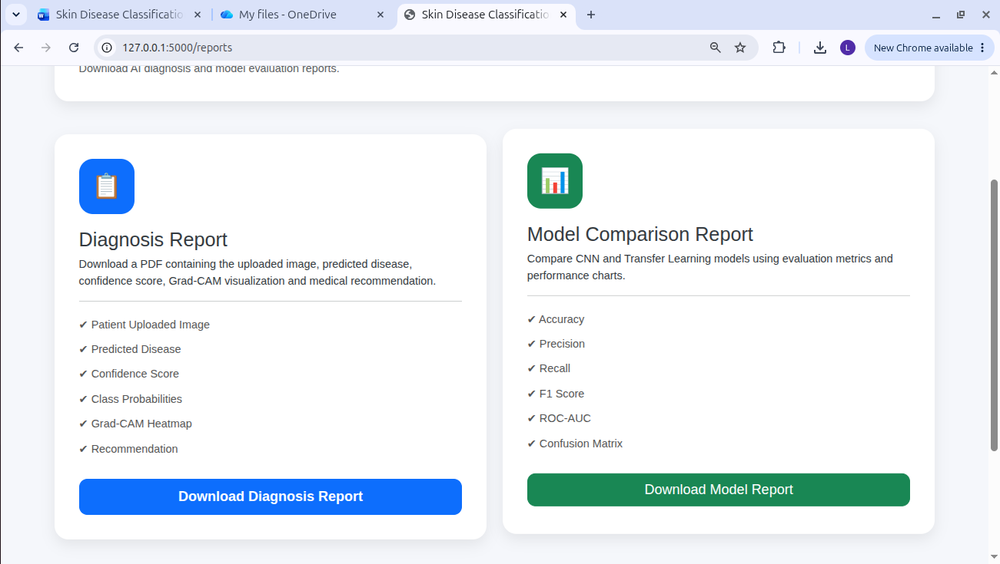 Skin Disease Classificatio
My files - OneDrive
Skin Disease Classificatio
127.0.0.1:5000/reports
L
New Chrome available
Download AI diagnosis and model evaluation reports.
Diagnosis Report
Download a PDF containing the uploaded image, predicted disease,
confidence score, Grad-CAM visualization and medical recommendation.
✔ Patient Uploaded Image
✔ Predicted Disease
✔ Confidence Score
✔ Class Probabilities
✔ Grad-CAM Heatmap
✔ Recommendation
Download Diagnosis Report
Model Comparison Report
Compare CNN and Transfer Learning models using evaluation metrics and
performance charts.
✔ Accuracy
✔ Precision
✔ Recall
✔ F1 Score
✔ ROC-AUC
✔ Confusion Matrix
Download Model Report